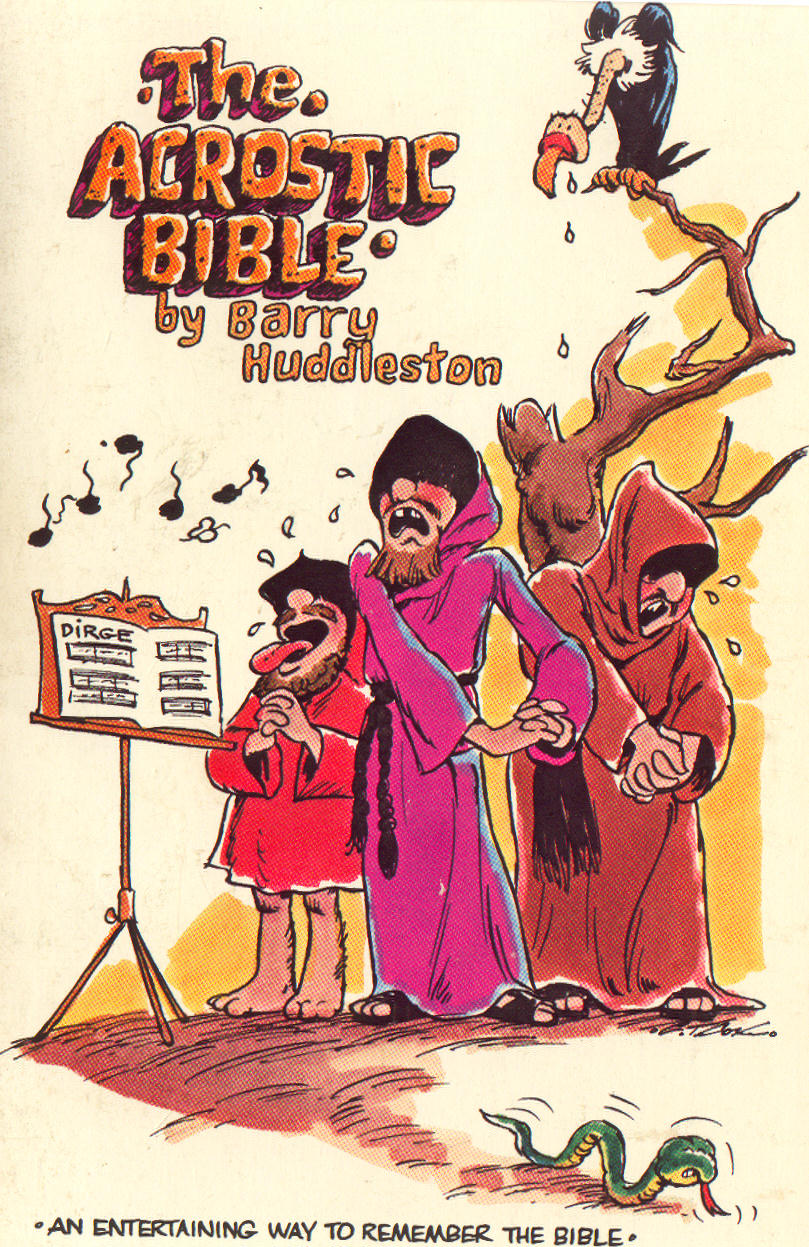 •The•
ACROSTIC
BIBLE•
by Barry
Huddleston
DIRGE
•AN ENTERTAINING WAY TO REMEMBER THE BIBLE•